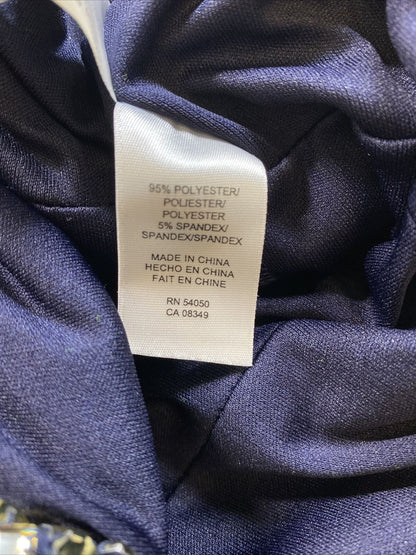 95% POLYESTER/
POLIESTER/
POLYESTER
5% SPANDEX/
SPANDEX/SPANDEX
MADE IN CHINA
HECHO EN CHINA
FAIT EN CHINE
RN 54050
CA 08349